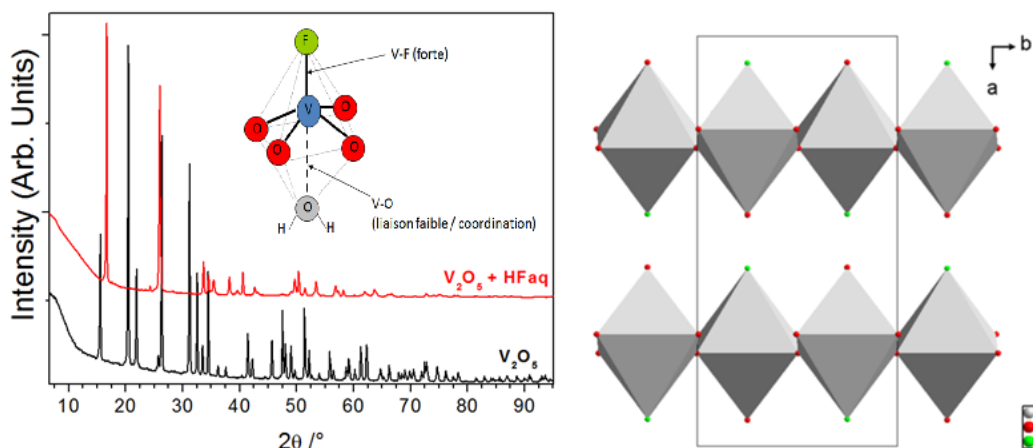 Intensity (Arb. Units)
F
V-F (forte)
V
O
O
O
O
V-O
(liaison faible / coordination)
O
H
H
V₂O₅ + HFaq
V₂O₅
10
20
30
40
50
60
70
80
90
2θ /°
b
a